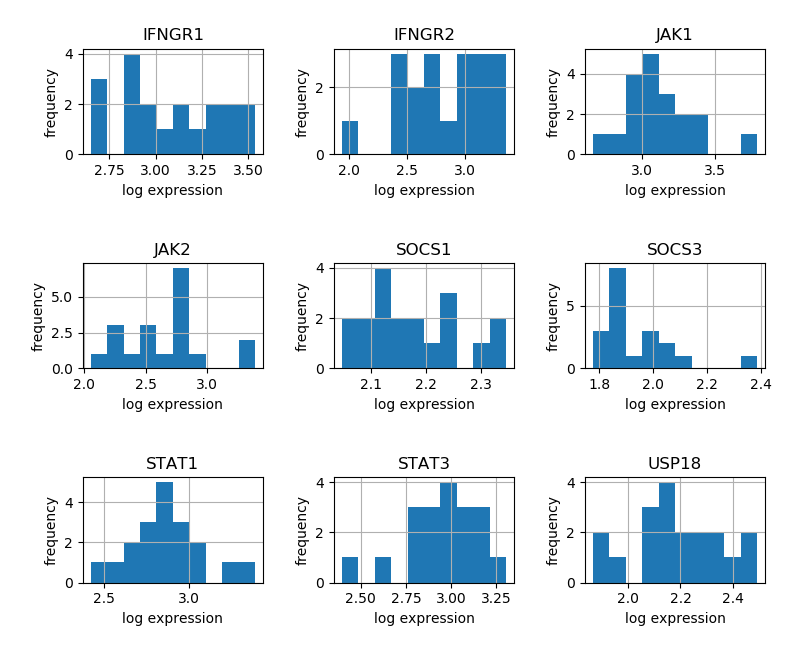 IFNGR1 IFNGR2 JAK1
frequency 4 2 0 frequency 2 0 frequency 4 2 0
2.75 3.00 3.25 3.50 2.0 2.5 3.0 3.0 3.5
log expression log expression log expression
JAK2 SOCS1 SOCS3
frequency 5.0 2.5 0.0 frequency 4 2 0 frequency 5 0
2.0 2.5 3.0 2.1 2.2 2.3 1.8 2.0 2.2 2.4
log expression log expression log expression
STAT1 STAT3 USP18
frequency 4 2 0 frequency 4 2 0 frequency 4 2 0
2.5 3.0 2.50 2.75 3.00 3.25 2.0 2.2 2.4
log expression log expression log expression